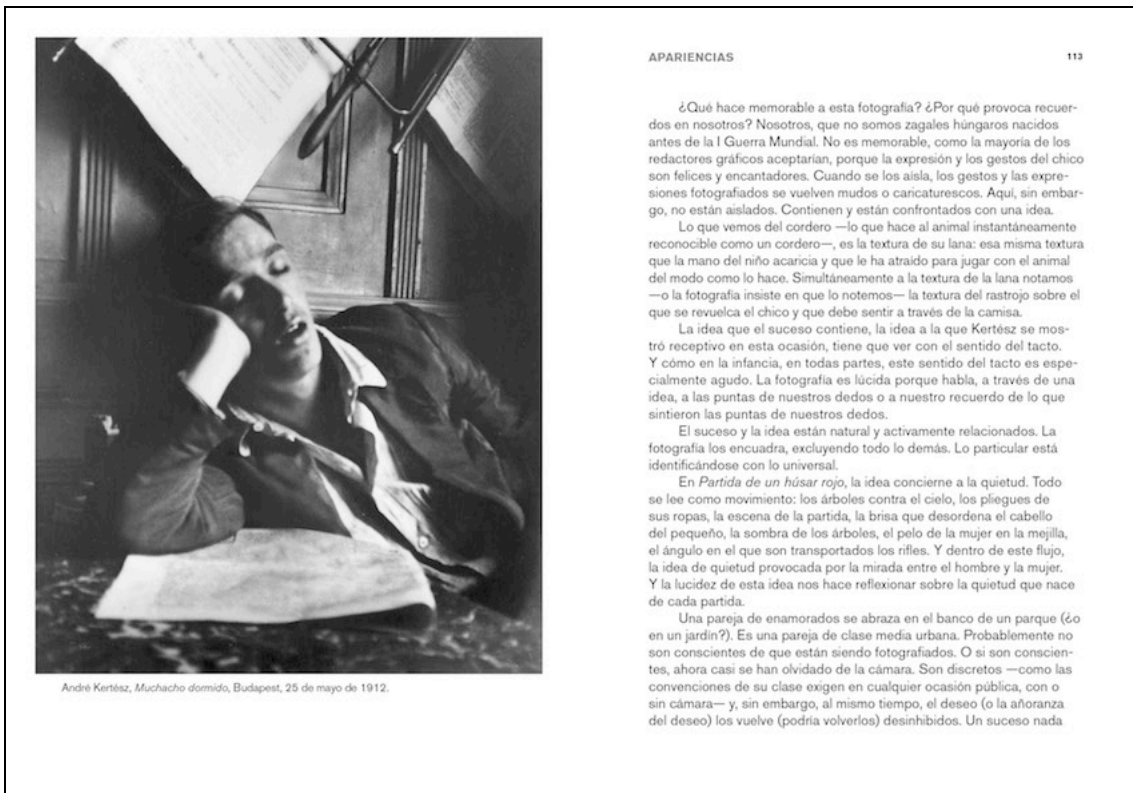 André Kertész, Muchacho dormido, Budapest, 25 de mayo de 1912.
APARIENCIAS 113
¿Qué hace memorable a esta fotografía? ¿Por qué provoca recuer-
dos en nosotros? Nosotros, que no somos zagales húngaros nacidos
antes de la I Guerra Mundial. No es memorable, como la mayoría de los
redactores gráficos aceptarían, porque la expresión y los gestos del chico
son felices y encantadores. Cuando se los aísla, los gestos y las expre-
siones fotografiados se vuelven mudos o caricaturescos. Aquí, sin embar-
go, no están aislados. Contienen y están confrontados con una idea.
Lo que vemos del cordero —lo que hace al animal instantáneamente
reconocible como un cordero—, es la textura de su lana: esa misma textura
que la mano del niño acaricia y que le ha atraído para jugar con el animal
del modo como lo hace. Simultáneamente a la textura de la lana notamos
—o la fotografía insiste en que lo notemos— la textura del rastrojo sobre el
que se revuelca el chico y que debe sentir a través de la camisa.
La idea que el suceso contiene, la idea a la que Kertész se mos-
tró receptivo en esta ocasión, tiene que ver con el sentido del tacto.
Y cómo en la infancia, en todas partes, este sentido del tacto es espe-
cialmente agudo. La fotografía es lúcida porque habla, a través de una
idea, a las puntas de nuestros dedos o a nuestro recuerdo de lo que
sintieron las puntas de nuestros dedos.
El suceso y la idea están natural y activamente relacionados. La
fotografía los encuadra, excluyendo todo lo demás. Lo particular está
identificándose con lo universal.
En Partida de un húsar rojo, la idea concierne a la quietud. Todo
se lee como movimiento: los árboles contra el cielo, los pliegues de
sus ropas, la escena de la partida, la brisa que desordena el cabello
del pequeño, la sombra de los árboles, el pelo de la mujer en la mejilla,
el ángulo en el que son transportados los rifles. Y dentro de este flujo,
la idea de quietud provocada por la mirada entre el hombre y la mujer.
Y la lucidez de esta idea nos hace reflexionar sobre la quietud que nace
de cada partida.
Una pareja de enamorados se abraza en el banco de un parque (¿o
en un jardín?). Es una pareja de clase media urbana. Probablemente no
son conscientes de que están siendo fotografiados. O si son conscien-
tes, ahora casi se han olvidado de la cámara. Son discretos —como las
convenciones de su clase exigen en cualquier ocasión pública, con o
sin cámara— y, sin embargo, al mismo tiempo, el deseo (o la añoranza
del deseo) los vuelve (podría volverlos) desinhibidos. Un suceso nada